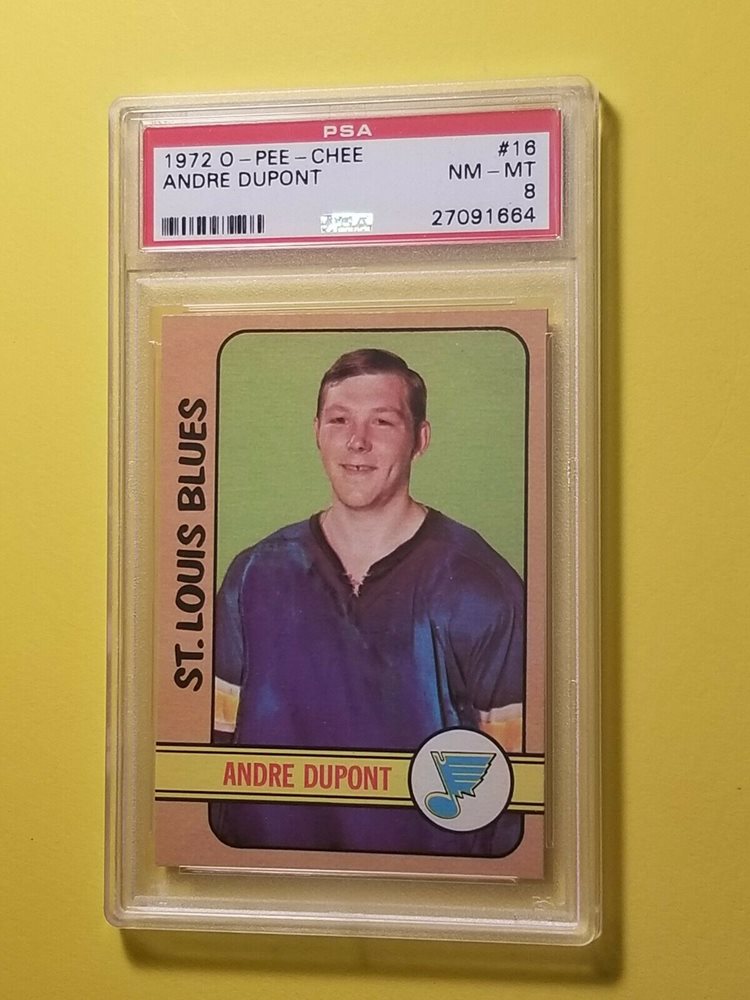 PSA
1972 O-PEE-CHEE #16
ANDRE DUPONT NM-MT
8
27091664
ST. LOUIS BLUES
ANDRE DUPONT